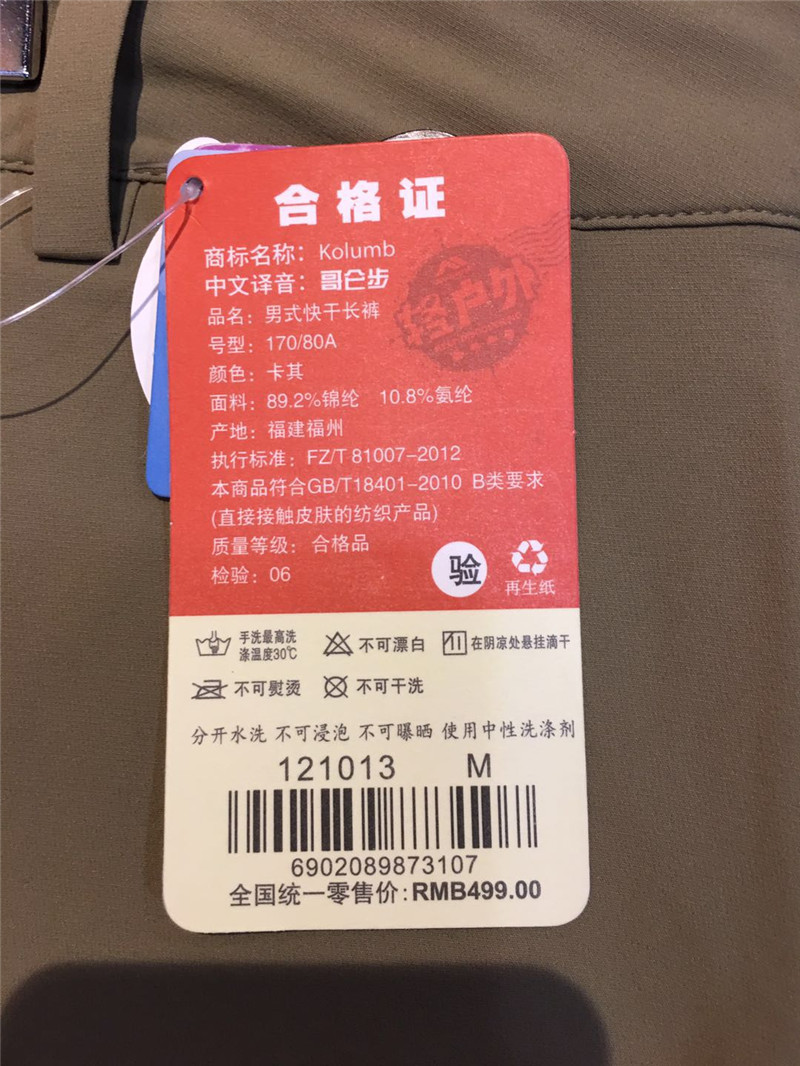 合格证
商标名称：Kolumb
中文译音：哥仑步
轻户外
品名：男式快干长裤
号型：170/80A
颜色：卡其
面料：89.2%锦纶 10.8%氨纶
产地：福建福州
执行标准：FZ/T 81007-2012
本商品符合GB/T18401-2010 B类要求
(直接接触皮肤的纺织产品)
质量等级：合格品
检验：06
验
再生纸
手洗最高洗
涤温度30℃
不可漂白
在阴凉处悬挂滴干
不可熨烫
不可干洗
分开水洗 不可浸泡 不可曝晒 使用中性洗涤剂
121013 M
6902089873107
全国统一零售价:RMB499.00